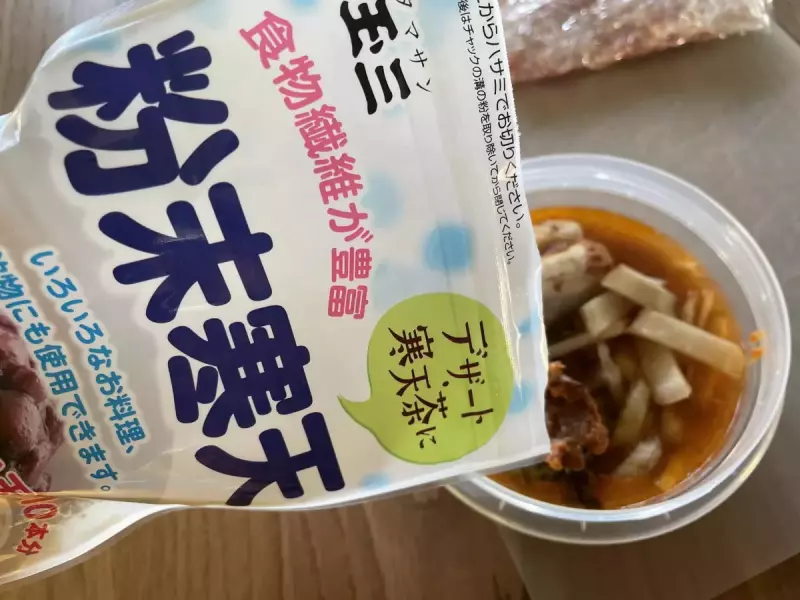 からハサミでお切りください。
後はチャックの溝の粉を取り除いてから閉じてください。
タマサン
玉三
食物繊維が豊富
粉末寒天
デザート、
寒天茶に
いろいろなお料理、
物にも使用できます。
0本分